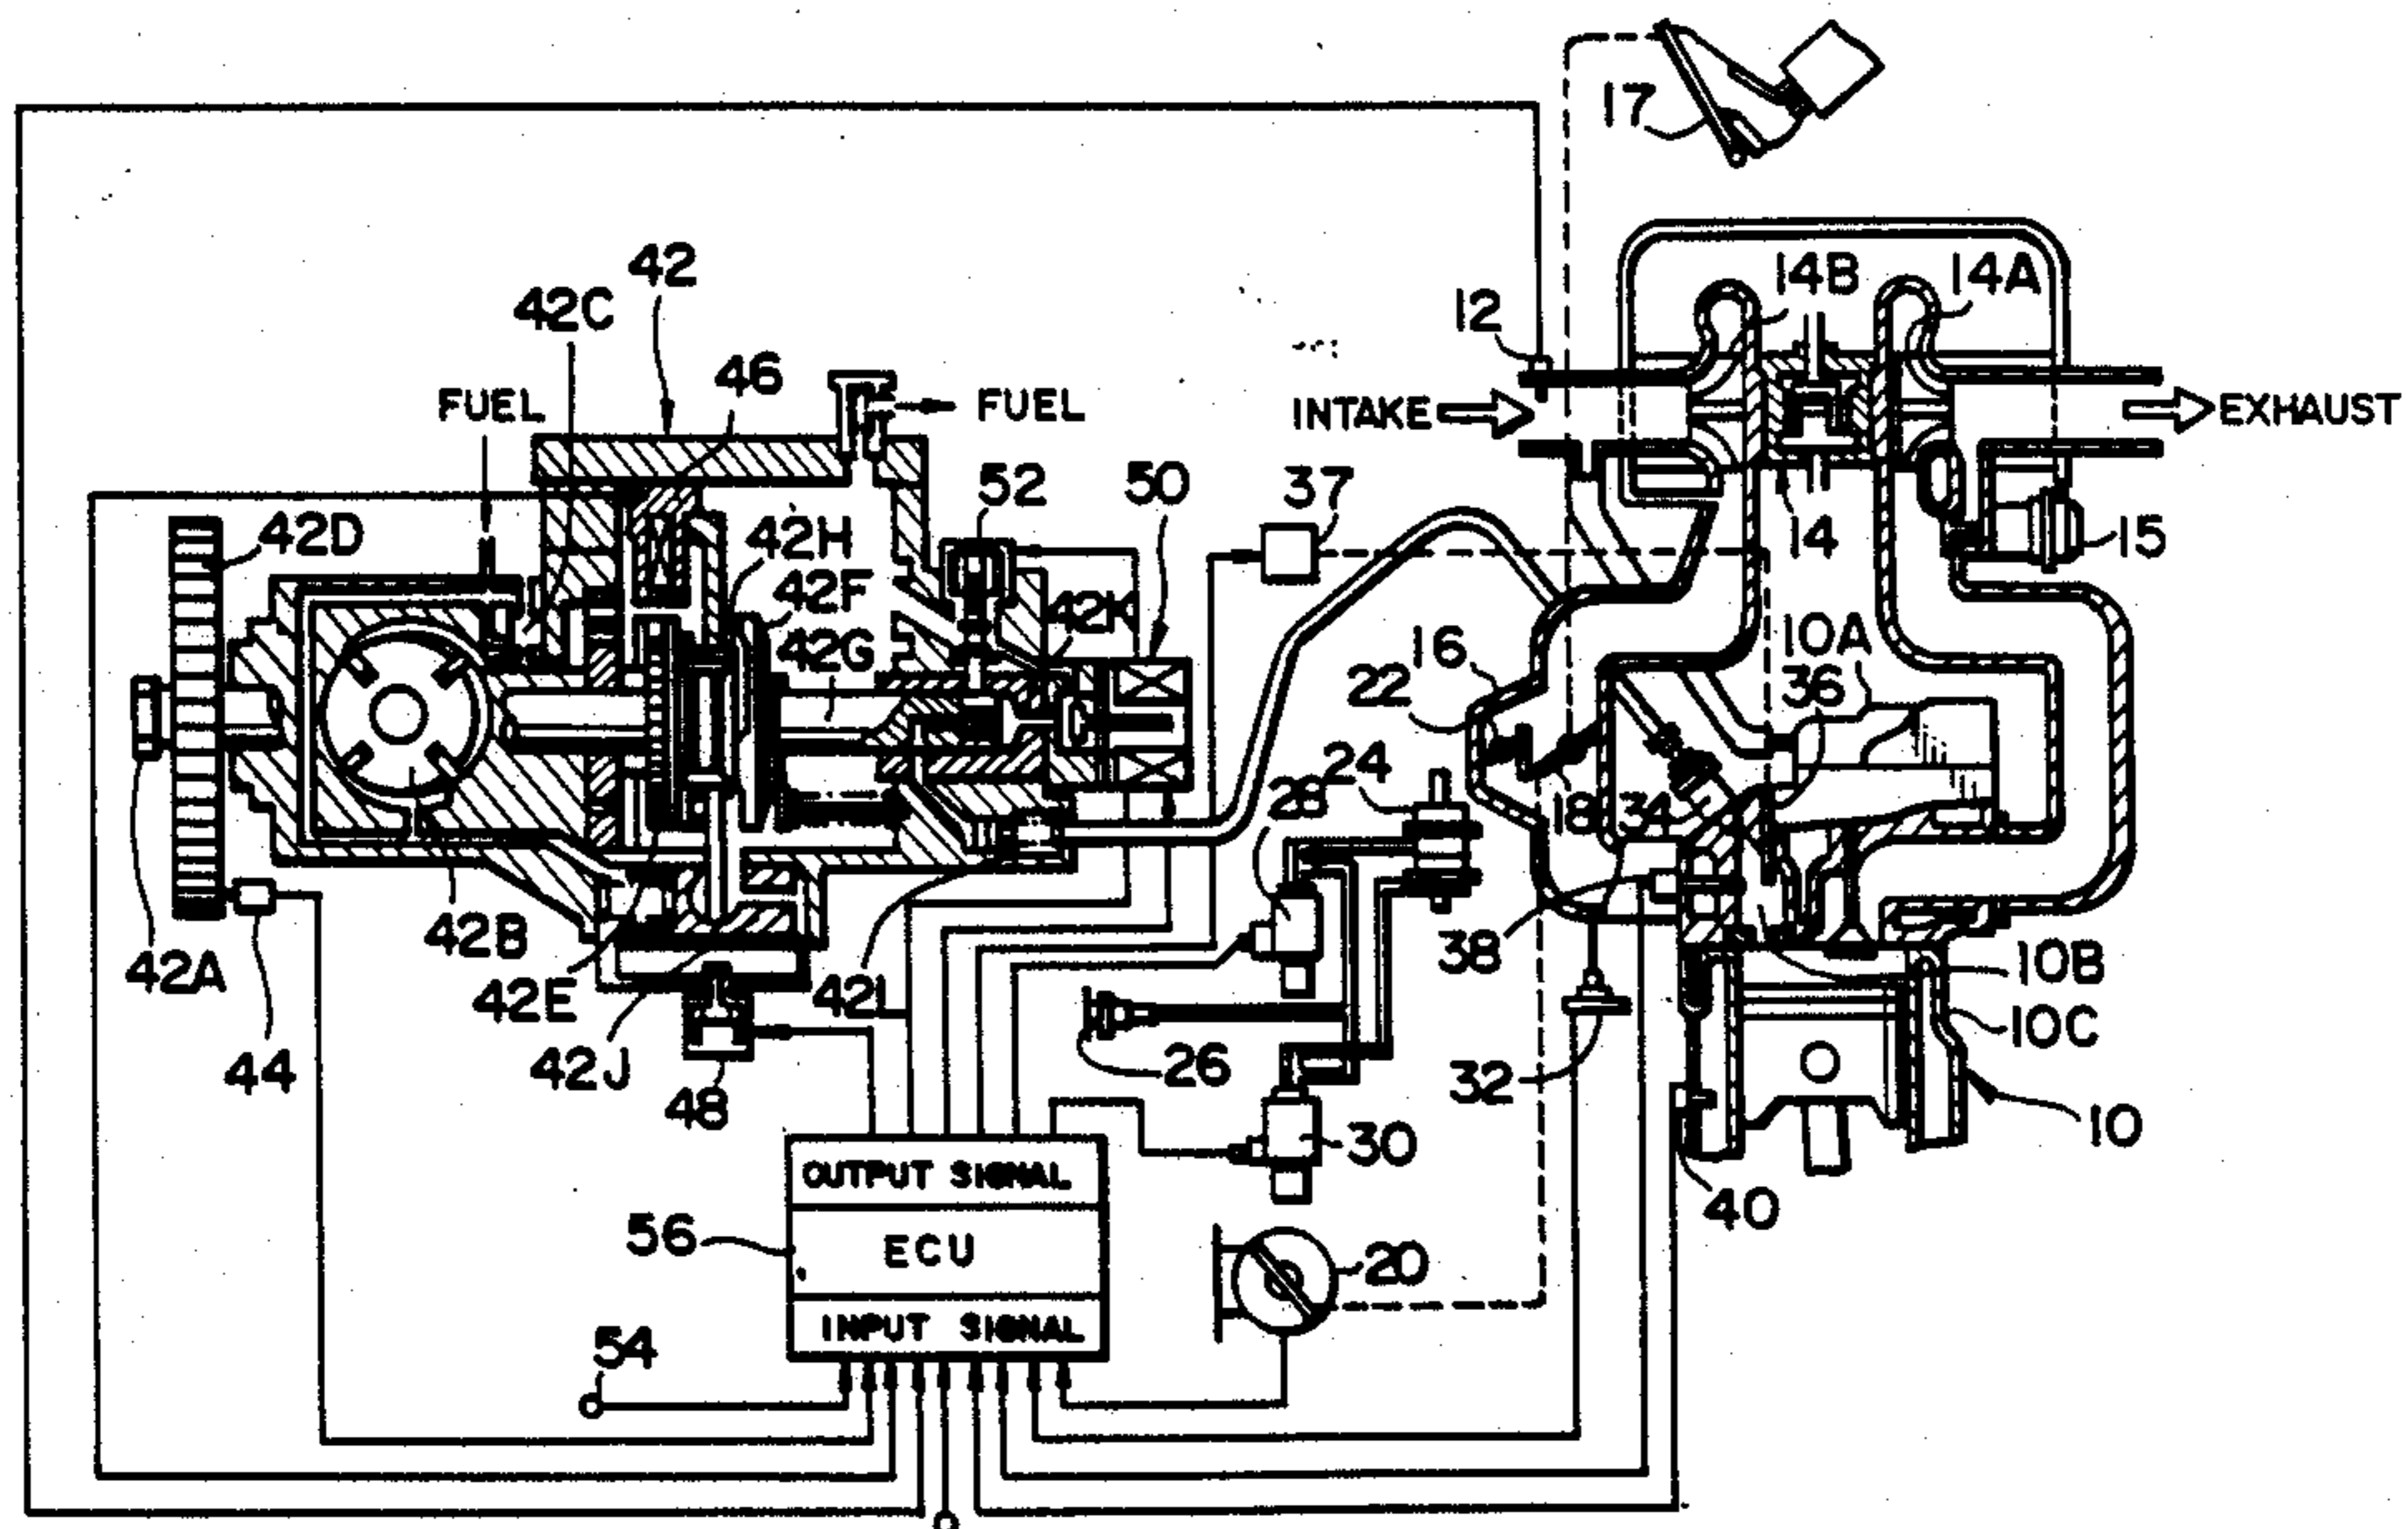 17
42
42C
14B
14A
12
46
FUEL
FUEL
INTAKE
EXHAUST
52
50
37
42D
42H
14
15
42F
42K
42G
16
10A
22
36
24
28
18
34
42B
38
42A
42E
42L
10B
10C
44
42J
26
32
48
10
30
OUTPUT SIGNAL
40
56
ECU
20
INPUT SIGNAL
54